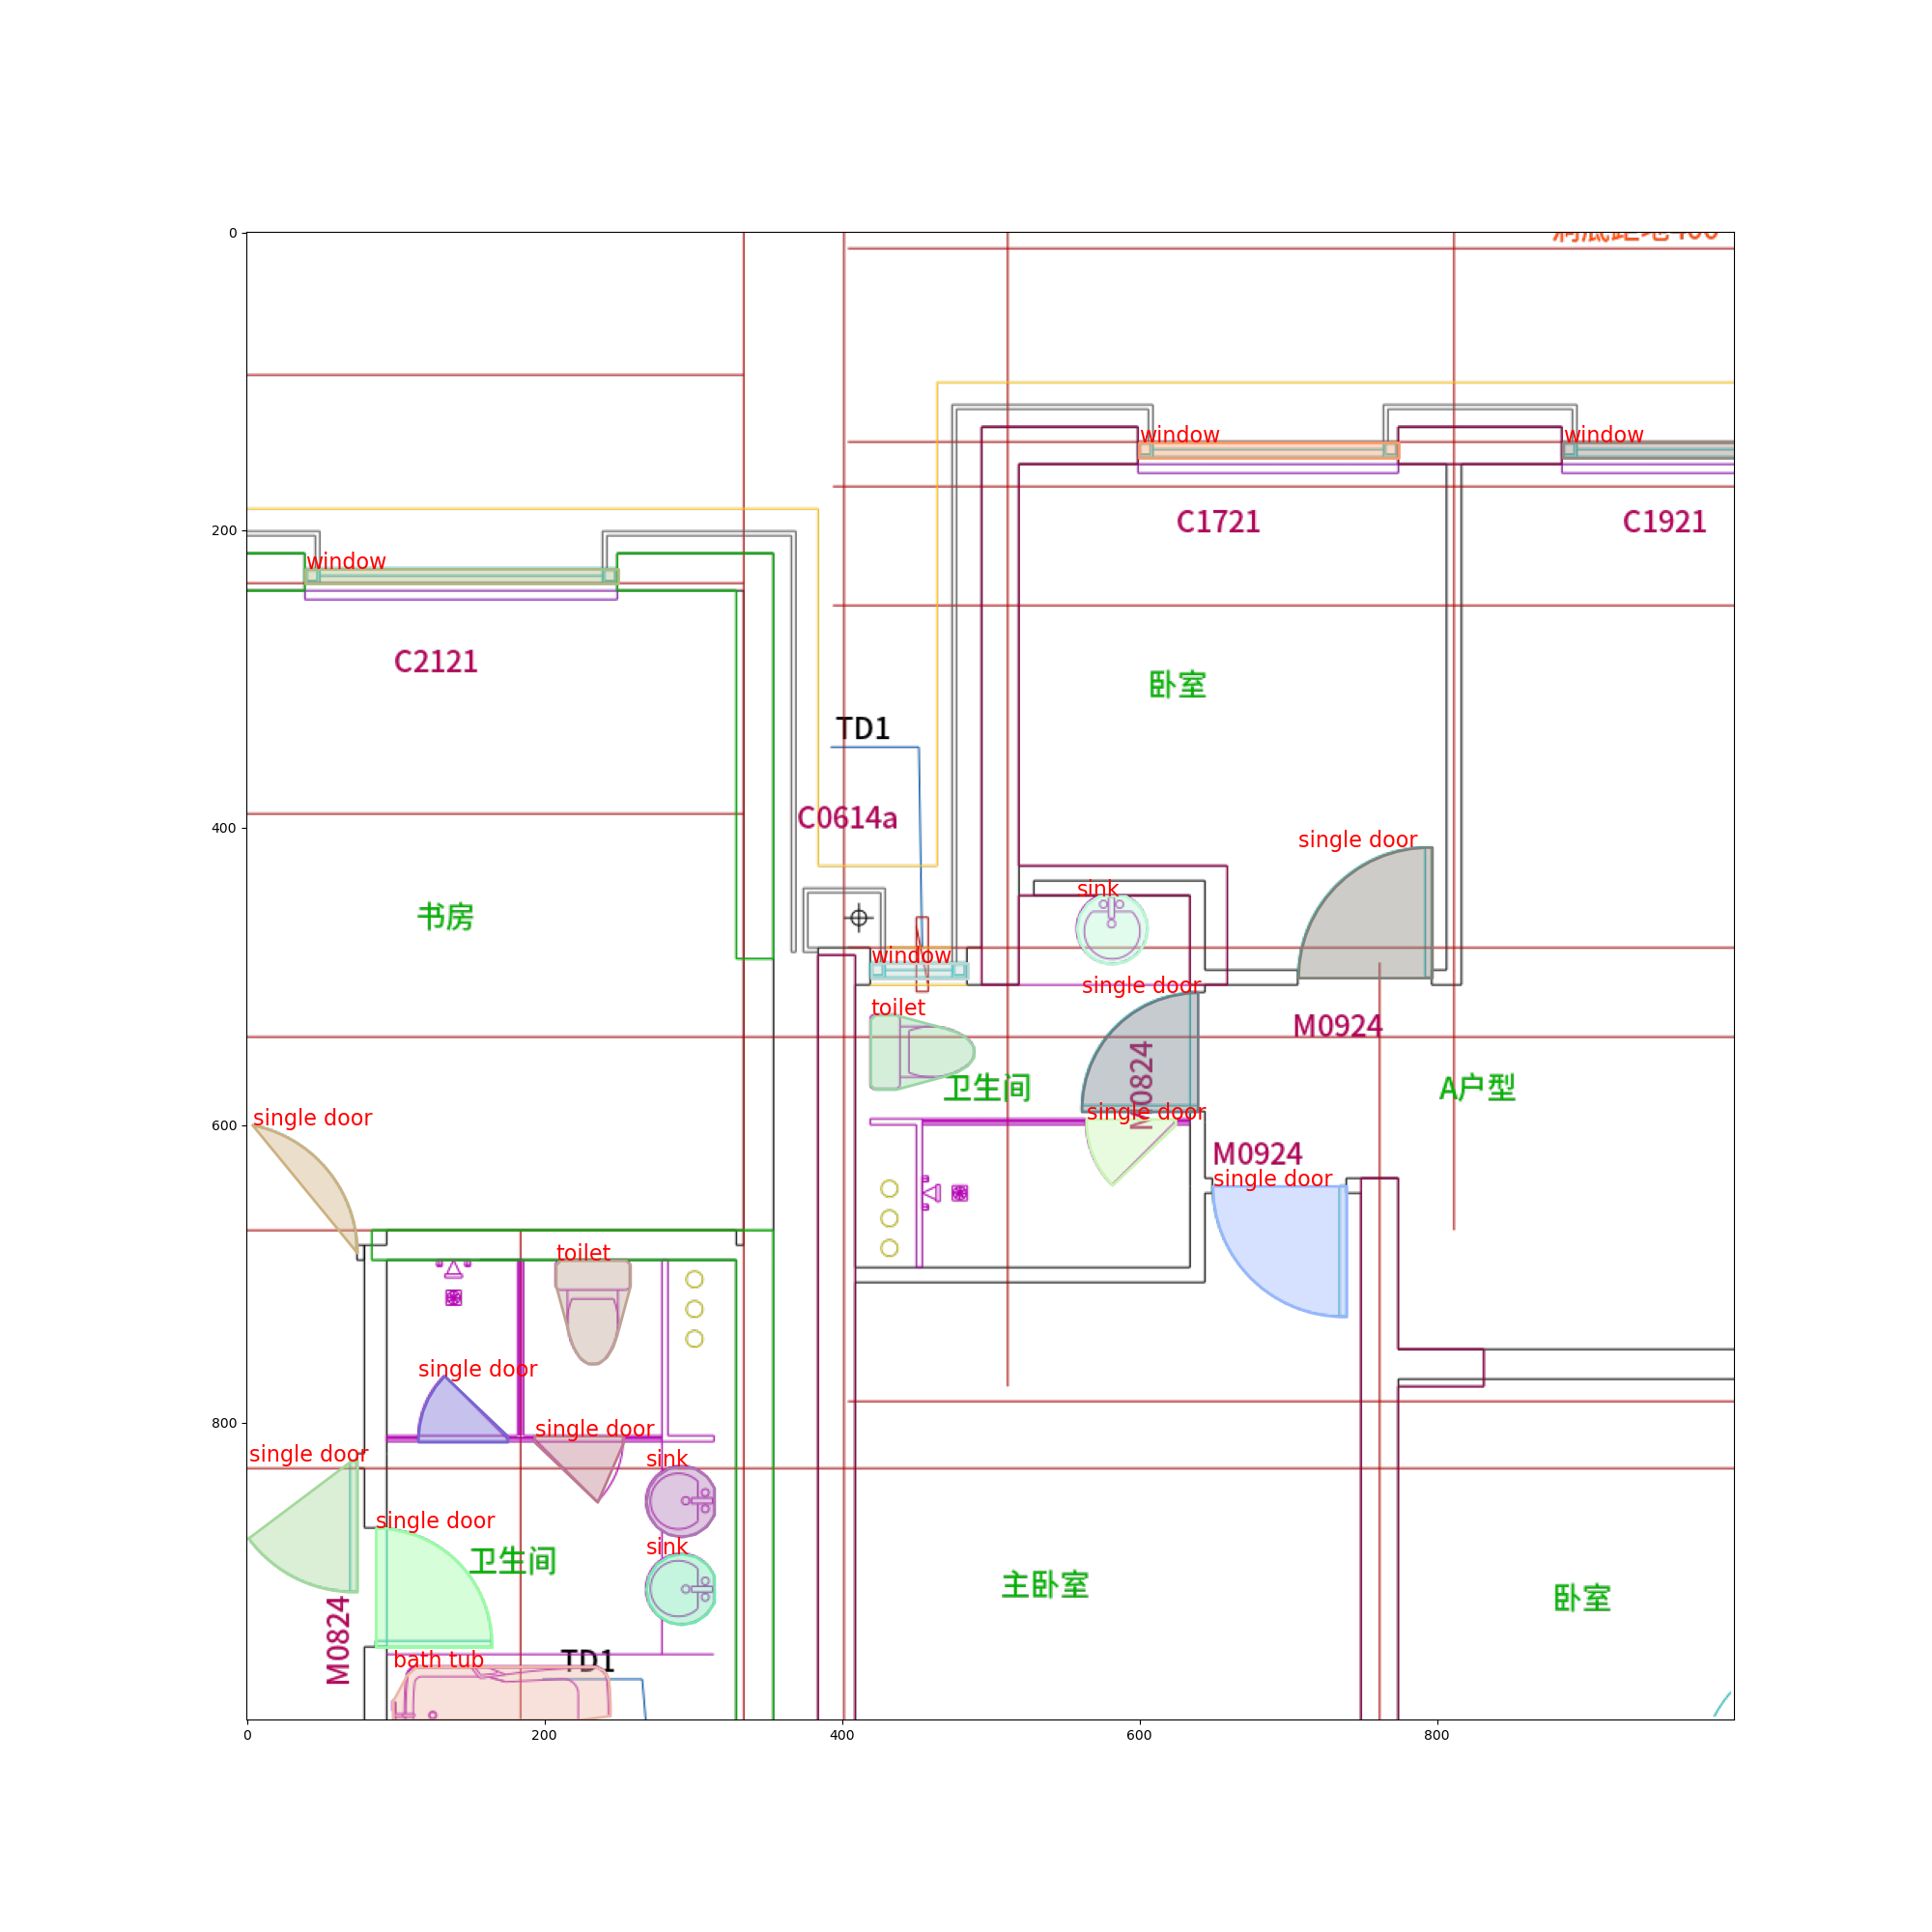 0
window
window
200
C1721
C1921
window
C2121
卧室
TD1
C0614a
400
single door
sink
书房
window
single door
toilet
M0924
M0824
卫生间
A户型
600
single door
single door
M0924
single door
toilet
single door
800
single door
single door
sink
single door
sink
卫生间
主卧室
卧室
M0824
bath tub
TD1
0
200
400
600
800